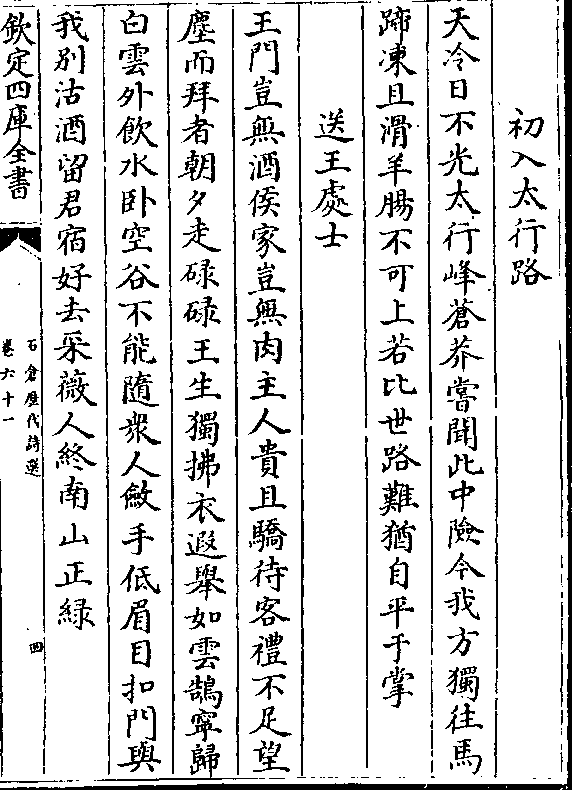 初入太行路
天冷日不光太行峰蒼莽嘗聞此中險今我方獨往馬
蹄凍且滑羊腸不可上若比世路難猶自平于掌
送王處士
王門豈無酒侯家豈無肉主人貴且驕待客禮不足望
塵而拜者朝夕走碌碌王生獨拂衣遐舉如雲鵠寧歸
白雲外飲水卧空谷不能隨衆人斂手低眉目扣門與
我別沽酒留君宿好去采薇人終南山正緑
欽定四庫全書
石倉歷代詩選
卷六十一
四